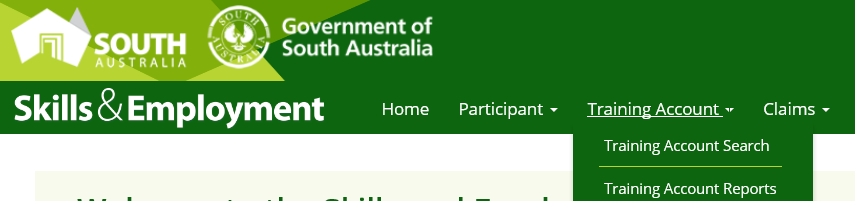 SOUTH
AUSTRALIA
SOUTH
AUSTRALIA
Government of
South Australia
Skills&Employment
Home
Participant
Training Account
Claims
Training Account Search
Training Account Reports